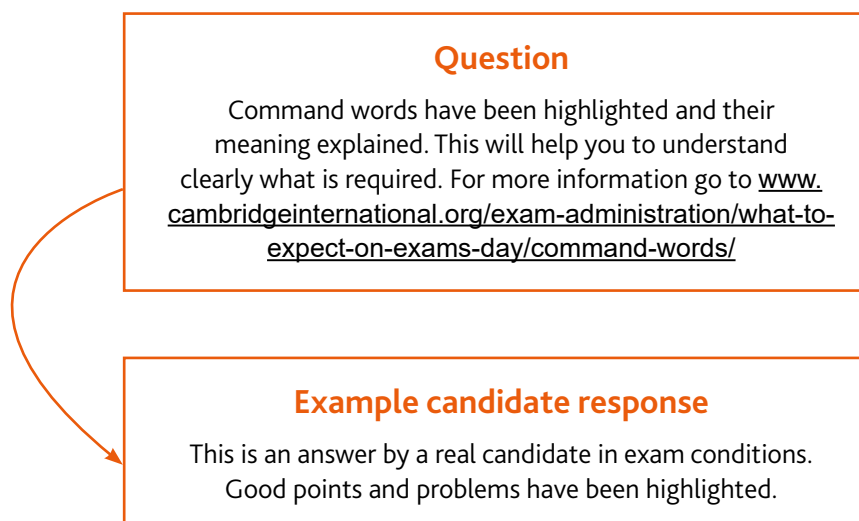 Question
Command words have been highlighted and their
meaning explained. This will help you to understand
clearly what is required. For more information go to www.
cambridgeinternational.org/exam-administration/what-to-
expect-on-exams-day/command-words/
Example candidate response
This is an answer by a real candidate in exam conditions.
Good points and problems have been highlighted.